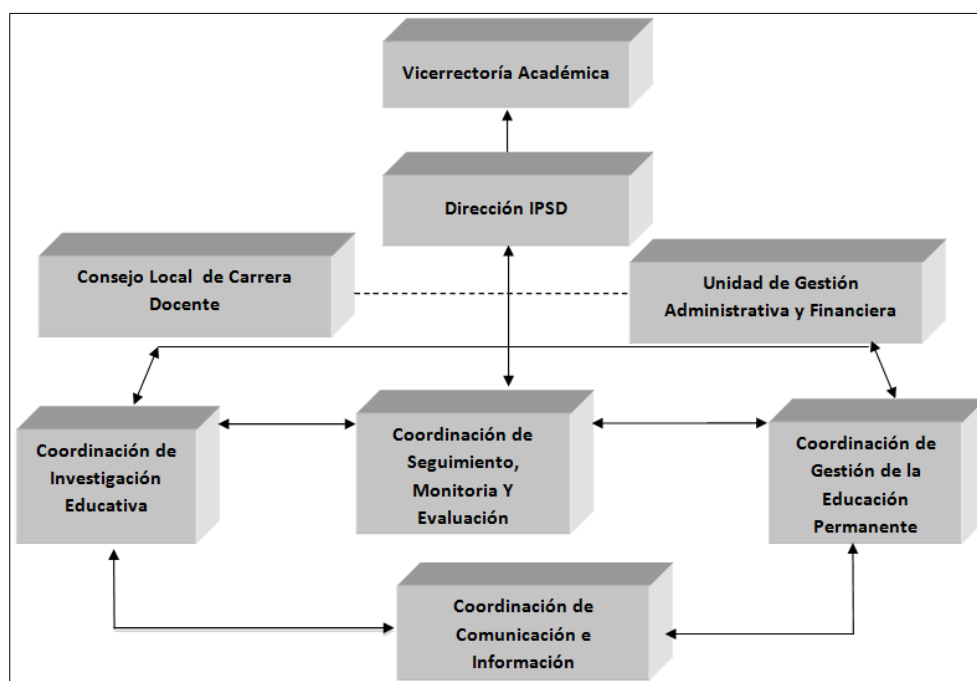 Vicerrectoría Académica
Dirección IPSD
Consejo Local de Carrera
Docente
Unidad de Gestión
Administrativa y Financiera
Coordinación de
Investigación
Educativa
Coordinación de
Seguimiento,
Monitoria Y
Evaluación
Coordinación de
Gestión de la
Educación
Permanente
Coordinación de
Comunicación e
Información